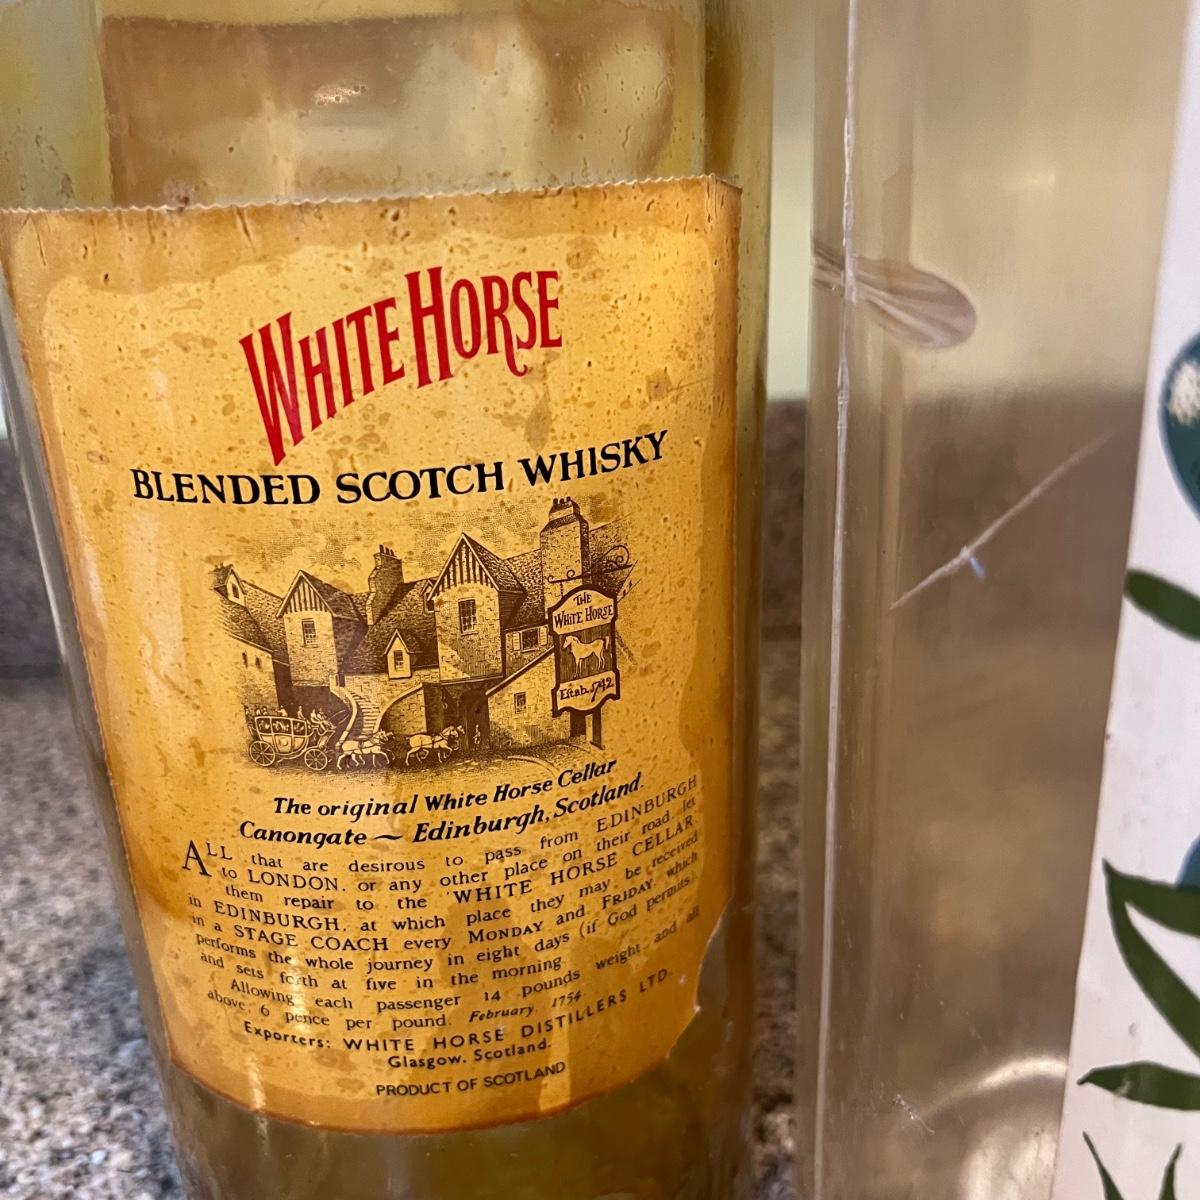 WHITE HORSE
BLENDED SCOTCH WHISKY
THE
WHITE HORSE
Estab. 1742
The original White Horse Cellar
Canongate ~ Edinburgh, Scotland.
ALL that are desirous to pass from EDINBURGH
to LONDON, or any other place on their road, let
them repair to the 'WHITE HORSE CELLAR'
in EDINBURGH, at which place they may be received
in a STAGE COACH every MONDAY and FRIDAY, which
performs the whole journey in eight days (if God permits),
and sets forth at five in the morning.
Allowing each passenger 14 pounds weight, and all
above, 6 pence per pound. February, 1754
Exporters: WHITE HORSE DISTILLERS LTD.
Glasgow, Scotland.
PRODUCT OF SCOTLAND